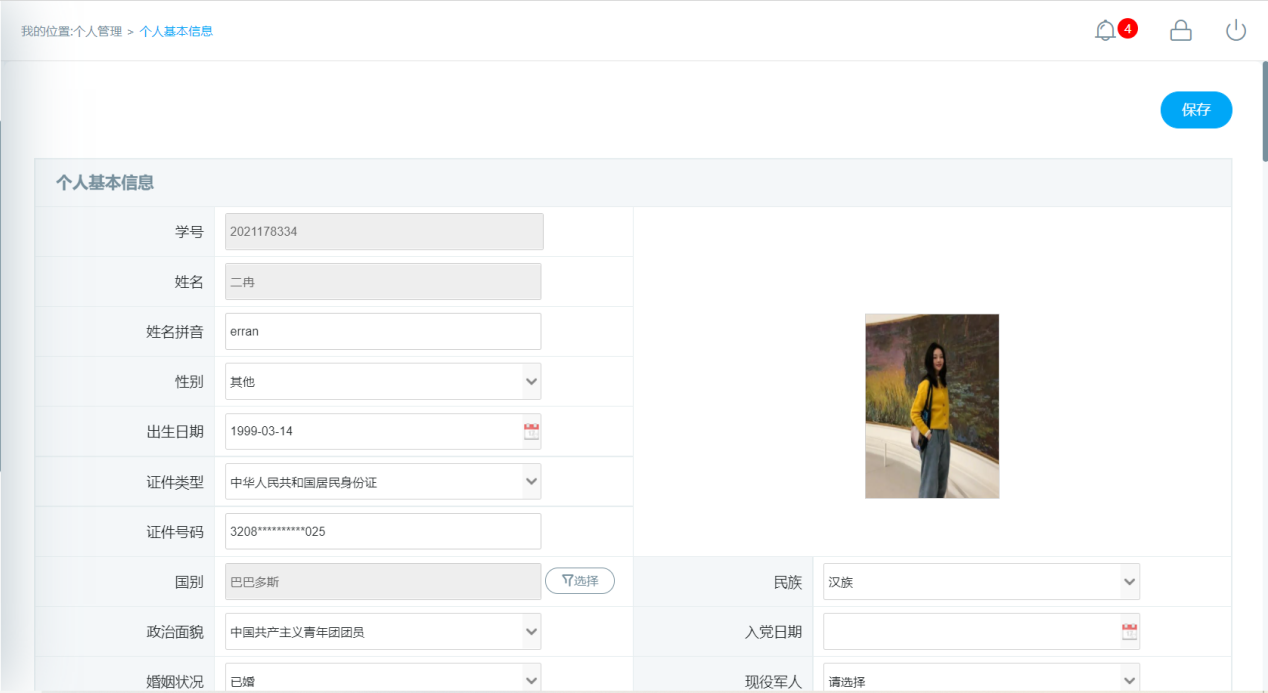 我的位置:个人管理 > 个人基本信息
4
保存
个人基本信息
学号 2021178334
姓名 二冉
姓名拼音 erran
性别 其他
出生日期 1999-03-14
证件类型 中华人民共和国居民身份证
证件号码 3208**********025
国别 巴巴多斯 选择 民族 汉族
政治面貌 中国共产主义青年团团员 入党日期
婚姻状况 已婚 现役军人 请选择